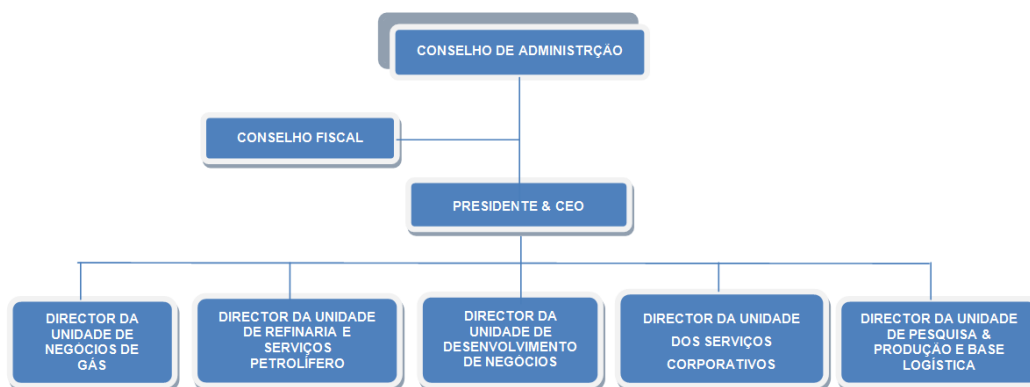 CONSELHO DE ADMINISTRÇÃO
CONSELHO FISCAL
PRESIDENTE & CEO
DIRECTOR DA
UNIDADE DE
NEGÓCIOS DE
GÁS
DIRECTOR DA UNIDADE
DE REFINARIA E
SERVIÇOS
PETROLÍFERO
DIRECTOR DA
UNIDADE DE
DESENVOLVIMENTO
DE NEGÓCIOS
DIRECTOR DA UNIDADE
DOS SERVIÇOS
CORPORATIVOS
DIRECTOR DA UNIDADE
DE PESQUISA &
PRODUÇÃO E BASE
LOGÍSTICA